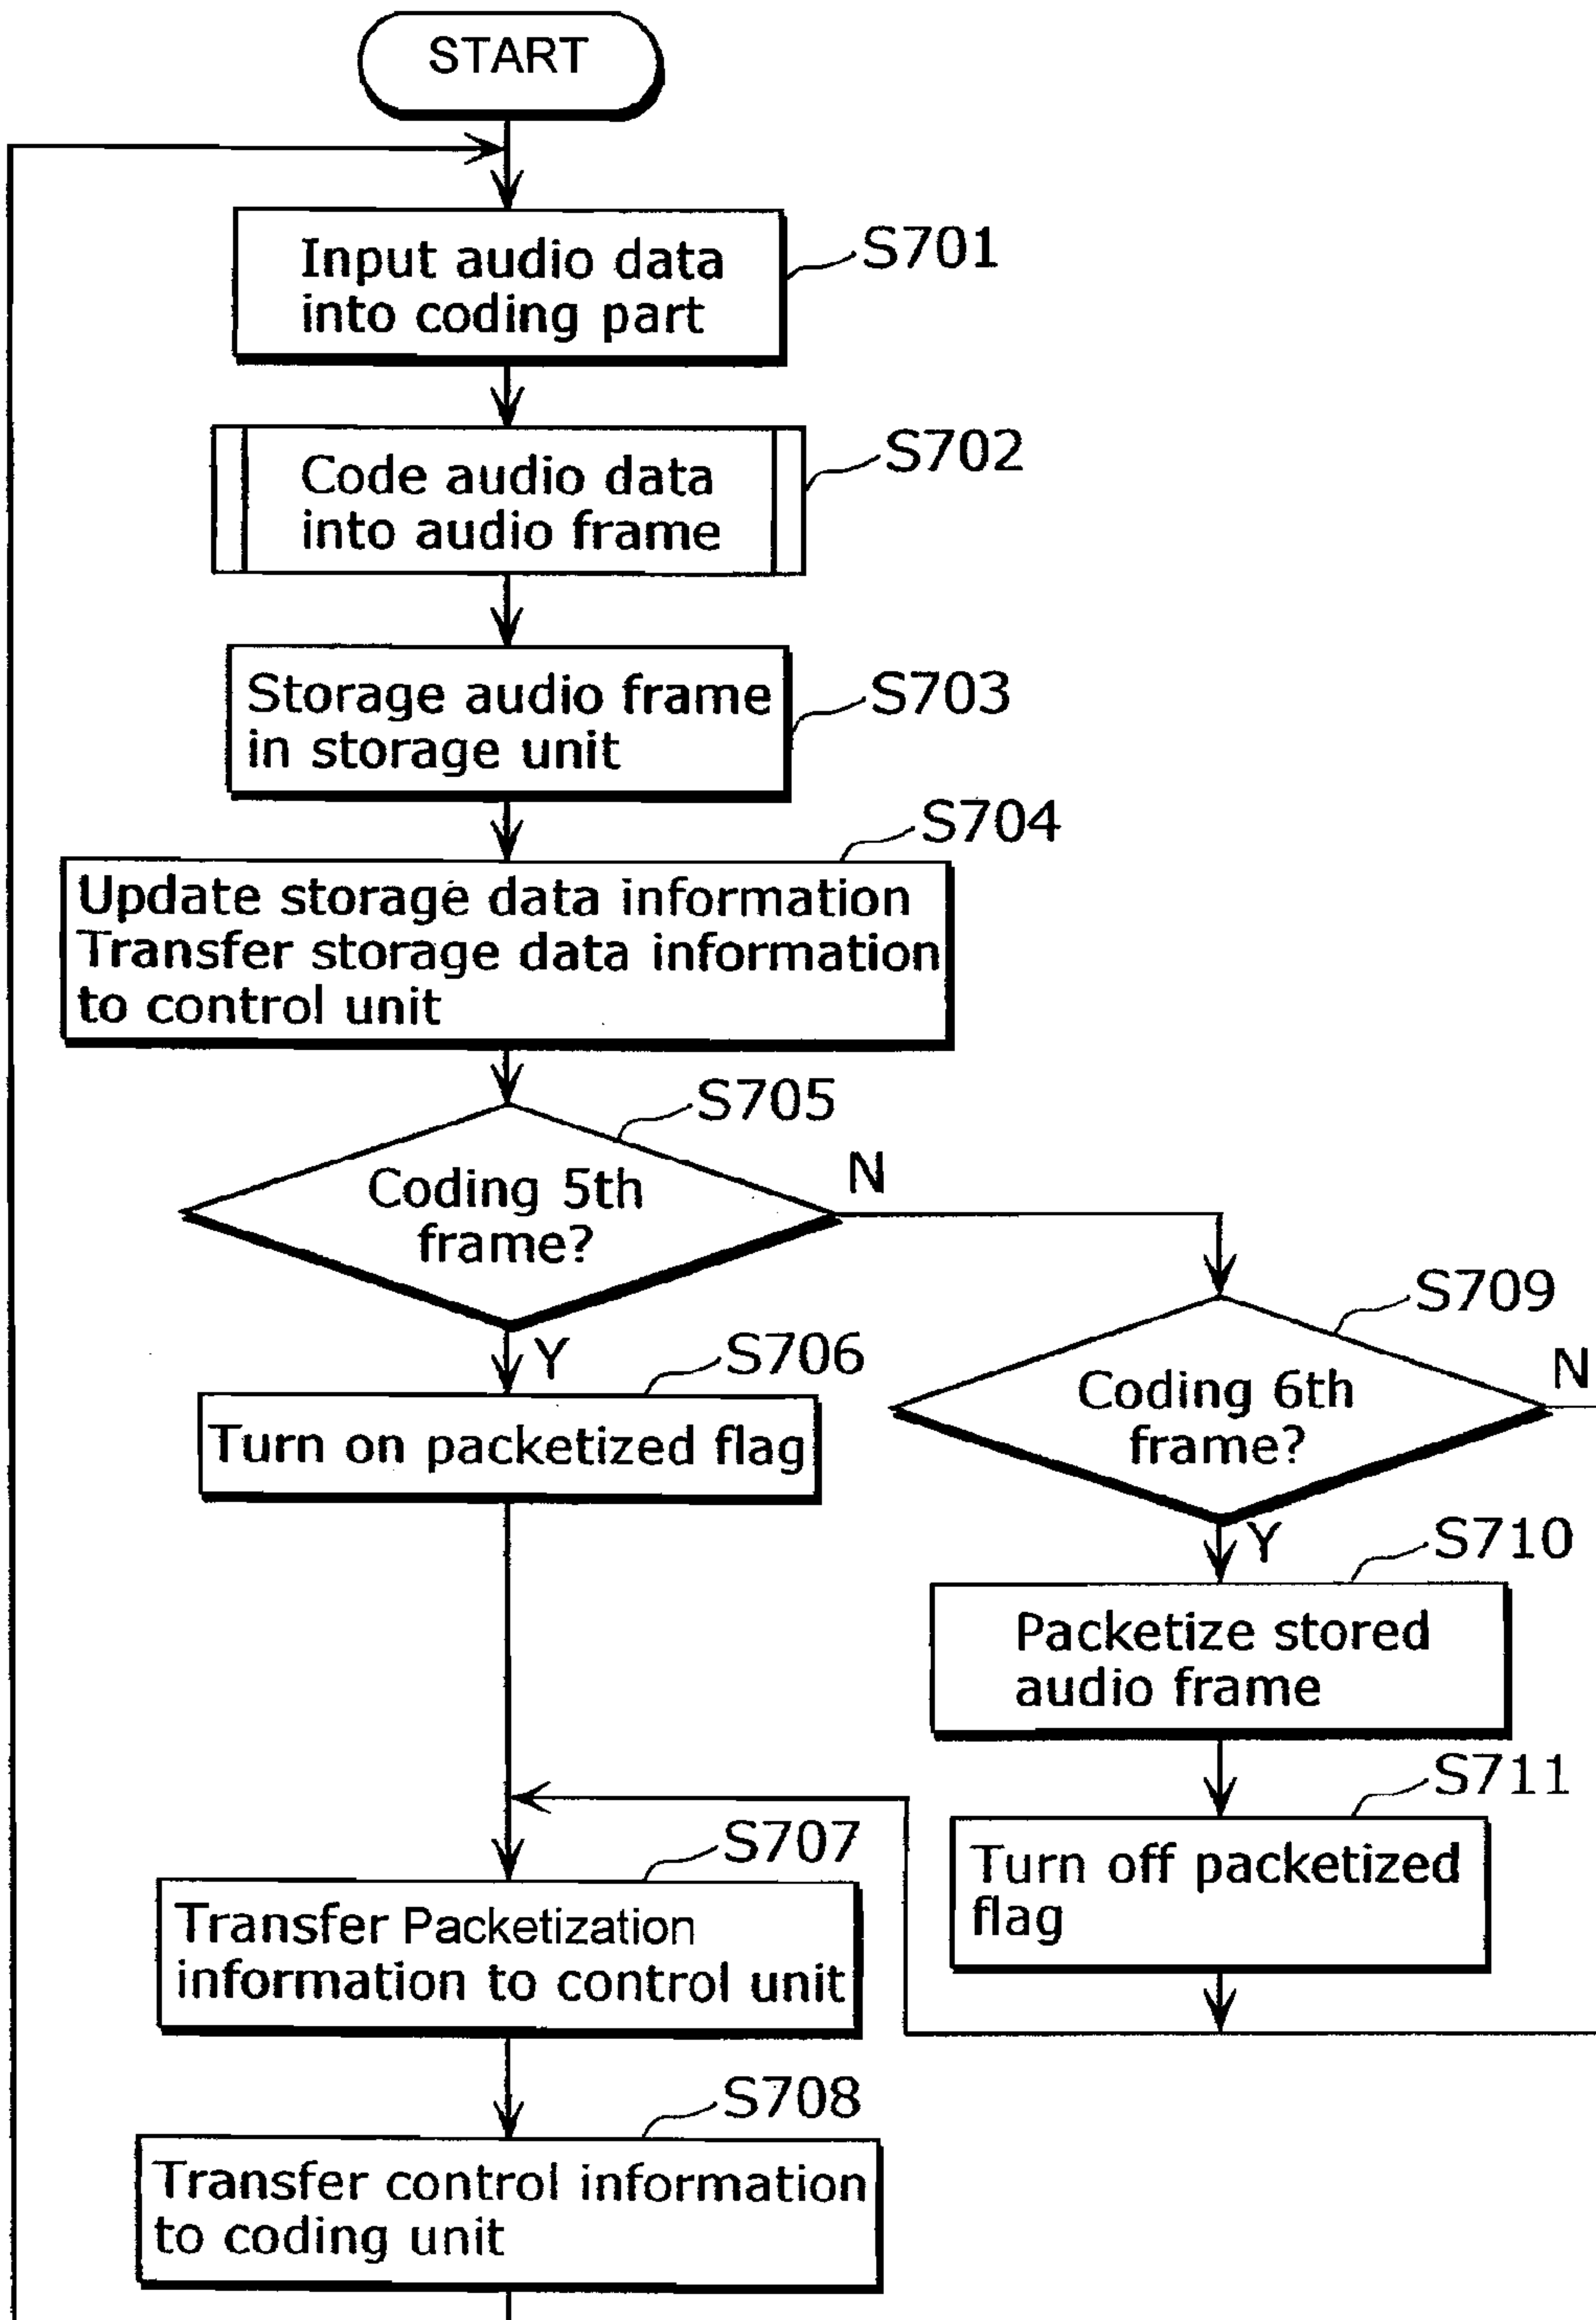 START
Input audio data
into coding part
S701
Code audio data
into audio frame
S702
Storage audio frame
in storage unit
S703
S704
Update storage data information
Transfer storage data information
to control unit
S705
Coding 5th
frame?
N
Y
S706
Turn on packetized flag
S709
Coding 6th
frame?
N
Y
S710
Packetize stored
audio frame
S711
Turn off packetized
flag
S707
Transfer Packetization
information to control unit
S708
Transfer control information
to coding unit